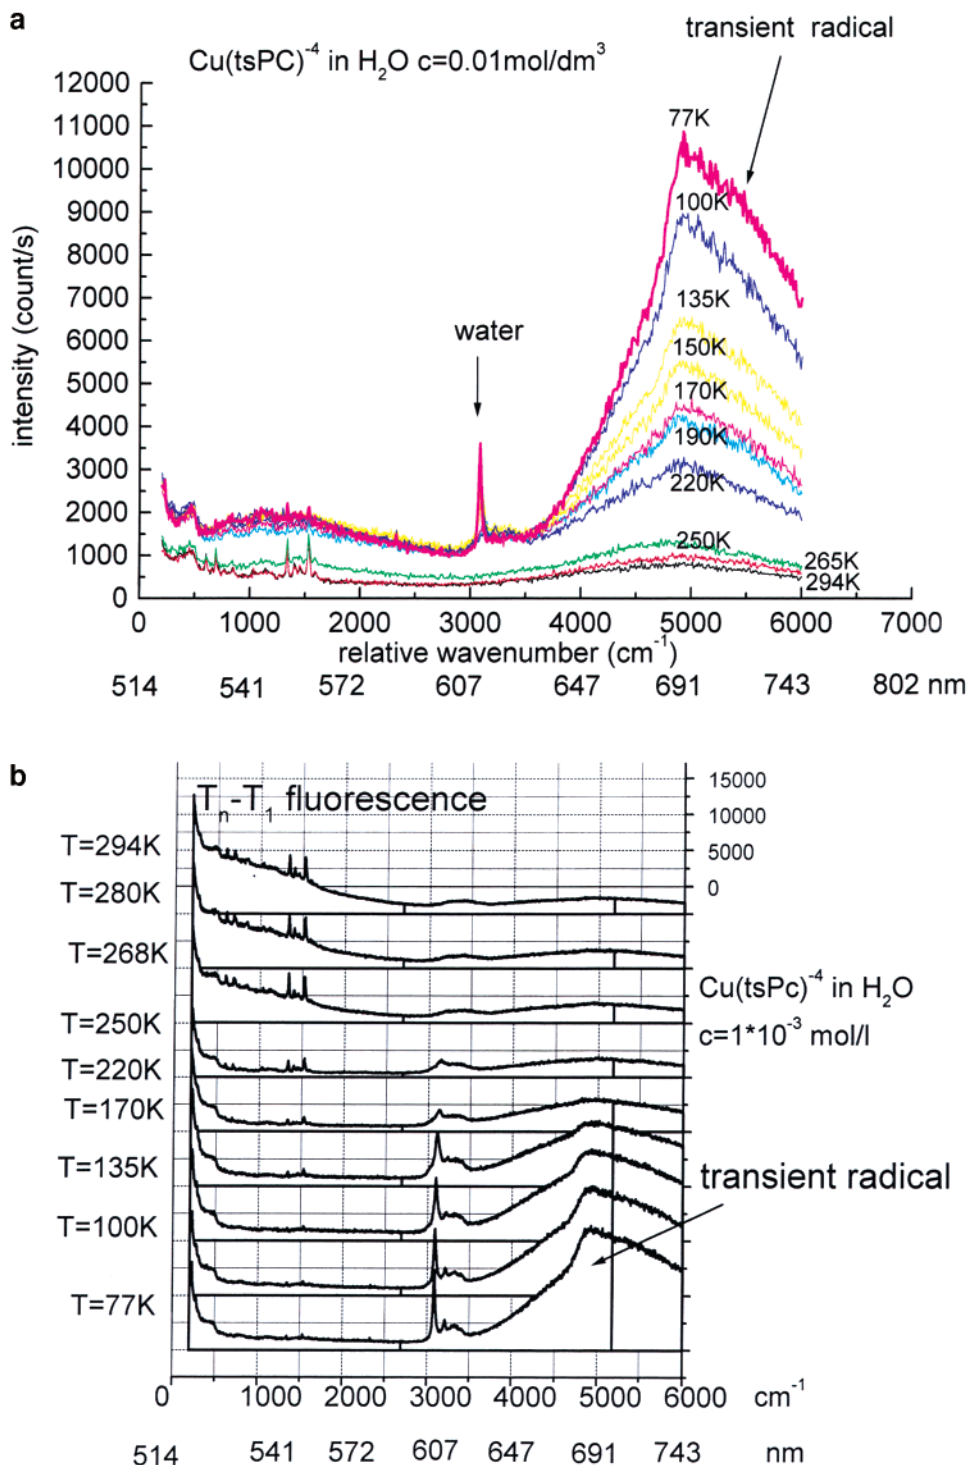 a
transient radical
Cu(tsPC)⁻⁴ in H₂O c=0.01mol/dm³
12000
11000
10000
9000
8000
7000
6000
5000
4000
3000
2000
1000
0
intensity (count/s)
77K
100K
135K
150K
170K
190K
220K
250K
265K
294K
water
0 1000 2000 3000 4000 5000 6000 7000
relative wavenumber (cm⁻¹)
514 541 572 607 647 691 743 802 nm
b
Tₙ-T₁ fluorescence
15000
10000
5000
0
T=294K
T=280K
T=268K
T=250K
T=220K
T=170K
T=135K
T=100K
T=77K
Cu(tsPc)⁻⁴ in H₂O
c=1*10⁻³ mol/l
transient radical
0 1000 2000 3000 4000 5000 6000 cm⁻¹
514 541 572 607 647 691 743 nm